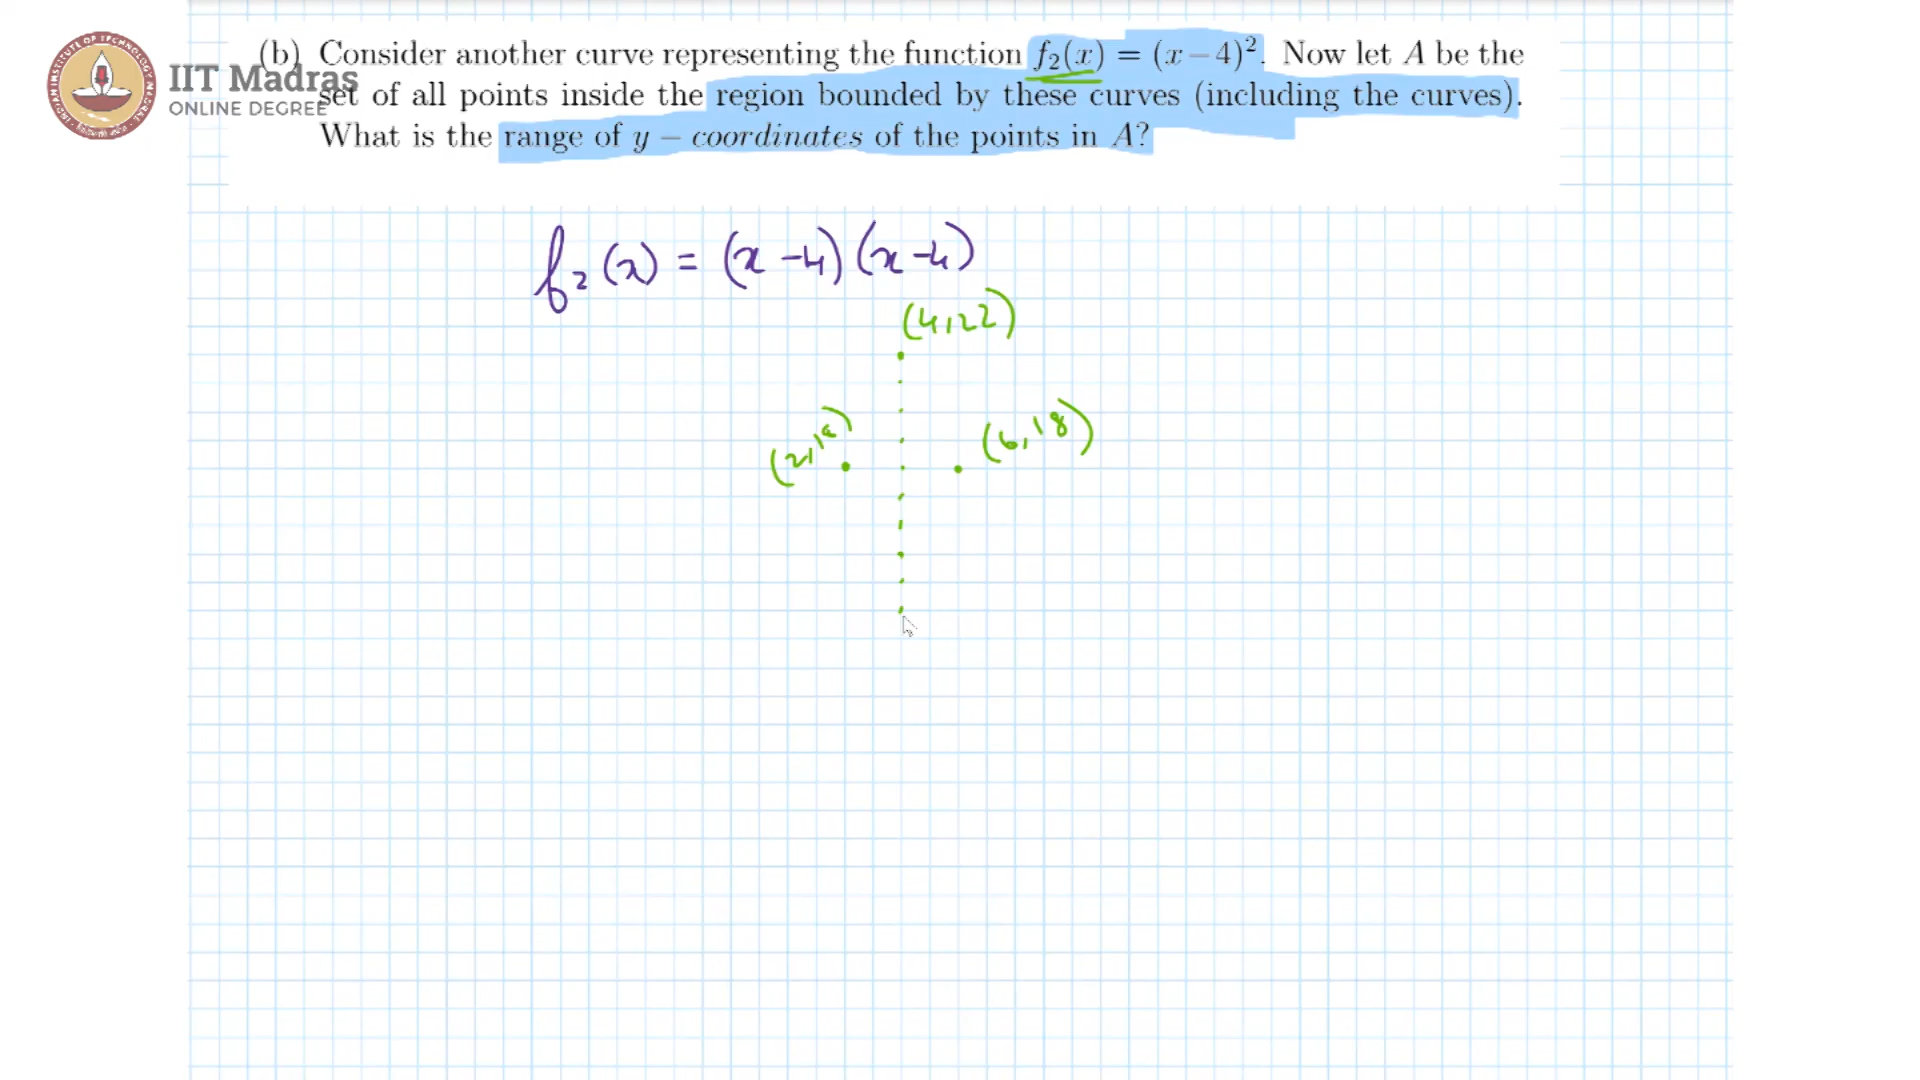 IIT Madras
ONLINE DEGREE
(b) Consider another curve representing the function f₂(x) = (x − 4)². Now let A be the
set of all points inside the region bounded by these curves (including the curves).
What is the range of y − coordinates of the points in A?
f₂(x) = (x − 4)(x − 4)
(4,22)
(2,18)
(6,18)